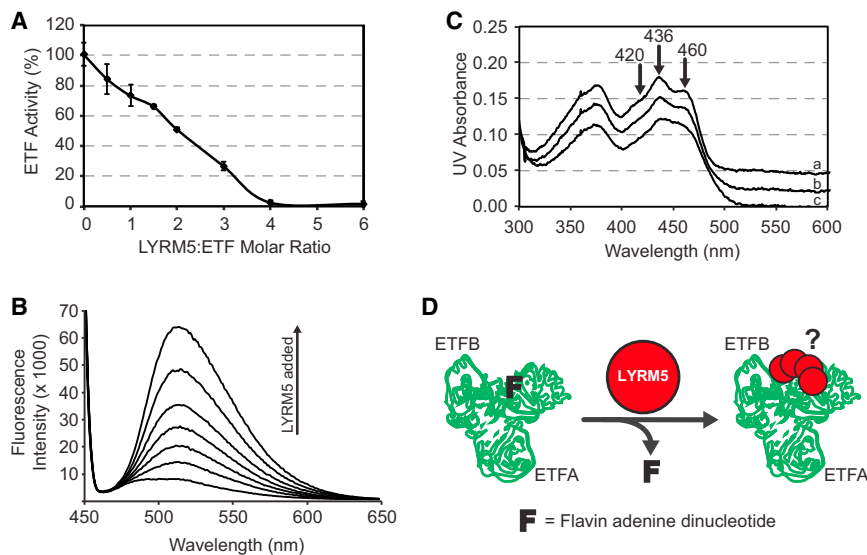 A
ETF Activity (%)
120
100
80
60
40
20
0
0 1 2 3 4 5 6
LYRM5:ETF Molar Ratio
B
Fluorescence
Intensity (x 1000)
70
60
50
40
30
20
10
LYRM5 added
450 500 550 600 650
Wavelength (nm)
C
UV Absorbance
0.25
0.20
0.15
0.10
0.05
0.00
436
420 460
a
b
c
300 350 400 450 500 550 600
Wavelength (nm)
D
ETFB
F
ETFA
LYRM5
F
ETFB
?
ETFA
F = Flavin adenine dinucleotide